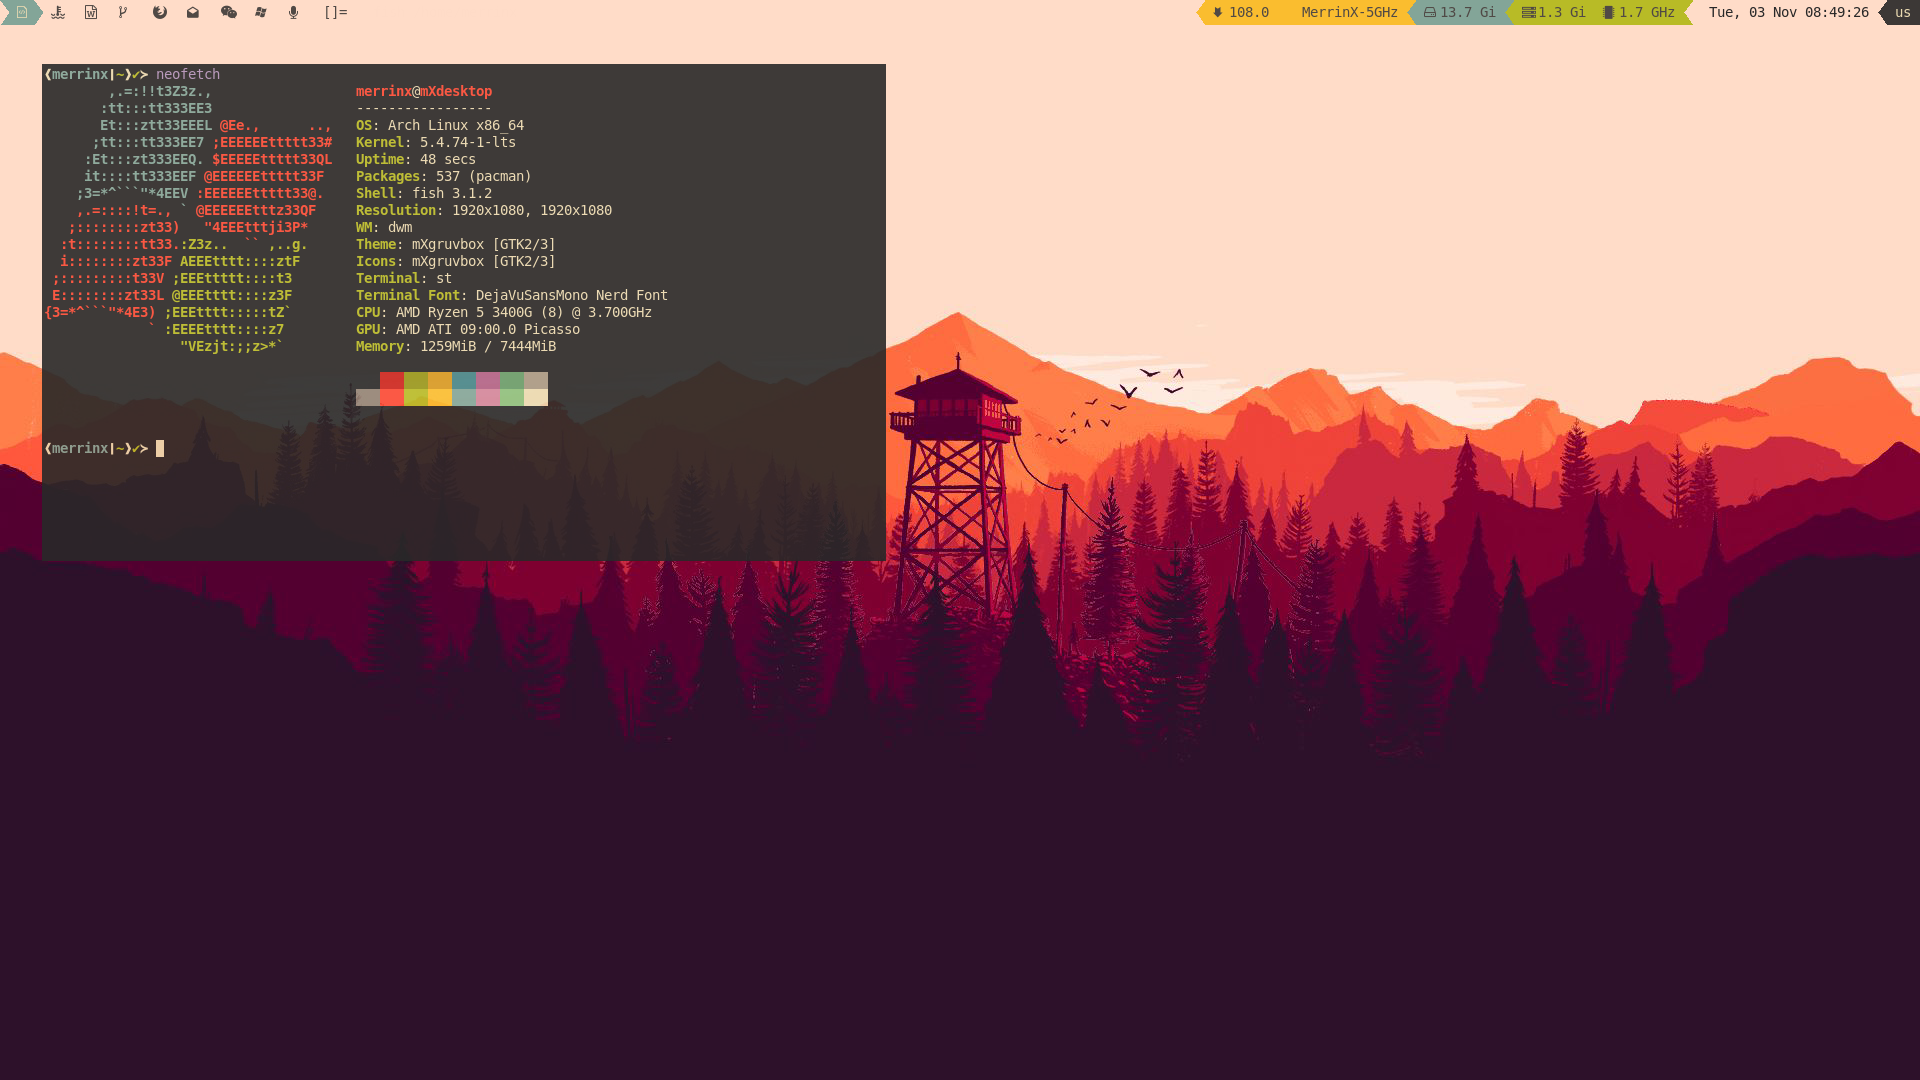 []= 108.0 MerrinX-5GHz 13.7 Gi 1.3 Gi 1.7 GHz Tue, 03 Nov 08:49:26 us
❨merrinx|~❩✔➣ neofetch
        ,.=:!!t3Z3z.,                  merrinx@mXdesktop
       :tt:::tt333EE3                  -----------------
       Et:::ztt33EEEL @Ee.,      ..,   OS: Arch Linux x86_64
      ;tt:::tt333EE7 ;EEEEEEttttt33#   Kernel: 5.4.74-1-lts
     :Et:::zt333EEQ. $EEEEEttttt33QL   Uptime: 48 secs
     it::::tt333EEF @EEEEEEttttt33F    Packages: 537 (pacman)
    ;3=*^```"*4EEV :EEEEEEttttt33@.    Shell: fish 3.1.2
    ,.=::::!t=., ` @EEEEEEtttz33QF     Resolution: 1920x1080, 1920x1080
   ;::::::::zt33)   "4EEEtttji3P*      WM: dwm
  :t::::::::tt33.:Z3z..  `` ,..g.      Theme: mXgruvbox [GTK2/3]
  i::::::::zt33F AEEEtttt::::ztF       Icons: mXgruvbox [GTK2/3]
 ;:::::::::t33V ;EEEttttt::::t3        Terminal: st
 E::::::::zt33L @EEEtttt::::z3F        Terminal Font: DejaVuSansMono Nerd Font
{3=*^```"*4E3) ;EEEtttt:::::tZ`        CPU: AMD Ryzen 5 3400G (8) @ 3.700GHz
             ` :EEEEtttt::::z7         GPU: AMD ATI 09:00.0 Picasso
                 "VEzjt:;;z>*`         Memory: 1259MiB / 7444MiB
❨merrinx|~❩✔➣